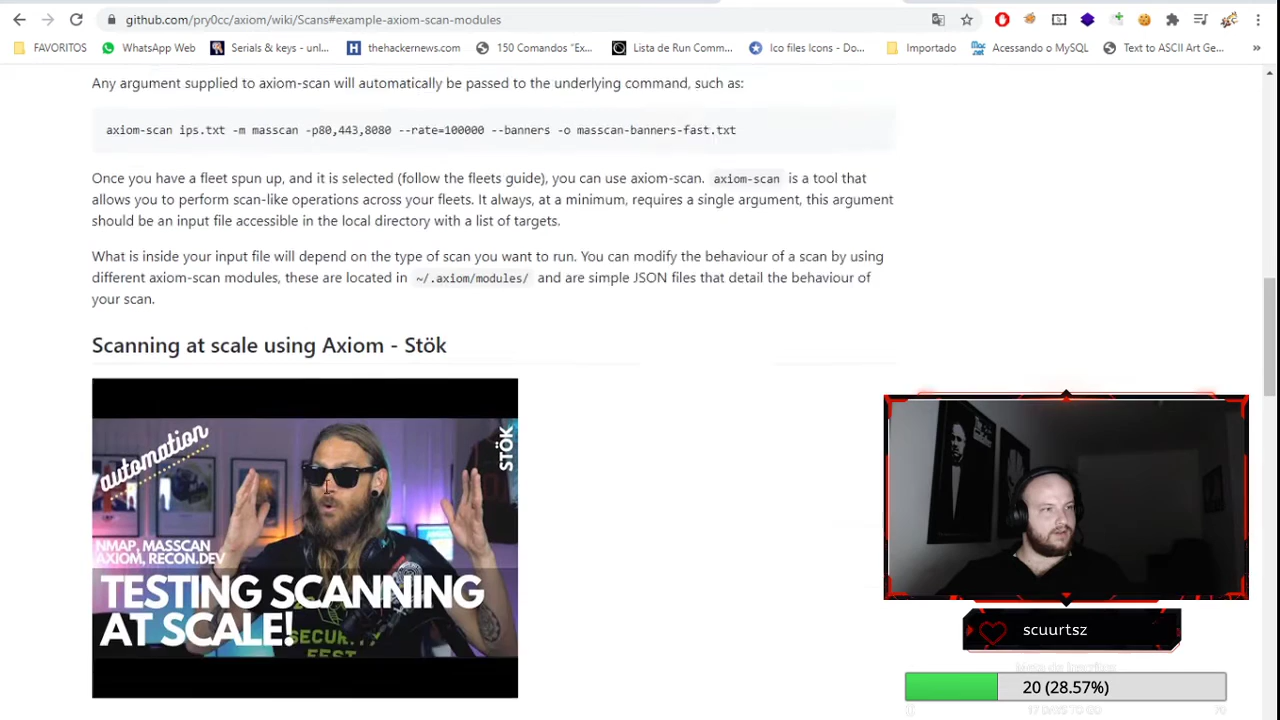 github.com/pry0cc/axiom/wiki/Scans#example-axiom-scan-modules
FAVORITOS
WhatsApp Web
Serials & keys - unl...
thehackernews.com
150 Comandos “Ex...
Lista de Run Comm...
Ico files Icons - Do...
Importado
Acessando o MySQL
Text to ASCII Art Ge...
»
Any argument supplied to axiom-scan will automatically be passed to the underlying command, such as:
axiom-scan ips.txt -m masscan -p80,443,8080 --rate=100000 --banners -o masscan-banners-fast.txt
Once you have a fleet spun up, and it is selected (follow the fleets guide), you can use axiom-scan. axiom-scan is a tool that
allows you to perform scan-like operations across your fleets. It always, at a minimum, requires a single argument, this argument
should be an input file accessible in the local directory with a list of targets.
What is inside your input file will depend on the type of scan you want to run. You can modify the behaviour of a scan by using
different axiom-scan modules, these are located in ~/.axiom/modules/ and are simple JSON files that detail the behaviour of
your scan.
Scanning at scale using Axiom - Stök
automation
STÖK
NMAP, MASSCAN
AXIOM, RECON.DEV
TESTING SCANNING
AT SCALE!
SECURITY
FEST
scuurtsz
20 (28.57%)